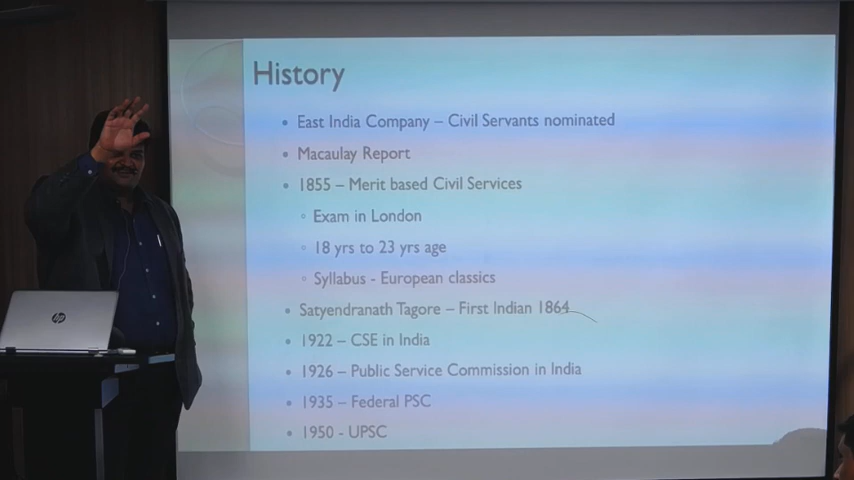 History
East India Company – Civil Servants nominated
Macaulay Report
1855 – Merit based Civil Services
Exam in London
18 yrs to 23 yrs age
Syllabus - European classics
Satyendranath Tagore – First Indian 1864
1922 – CSE in India
1926 – Public Service Commission in India
1935 – Federal PSC
1950 - UPSC
hp